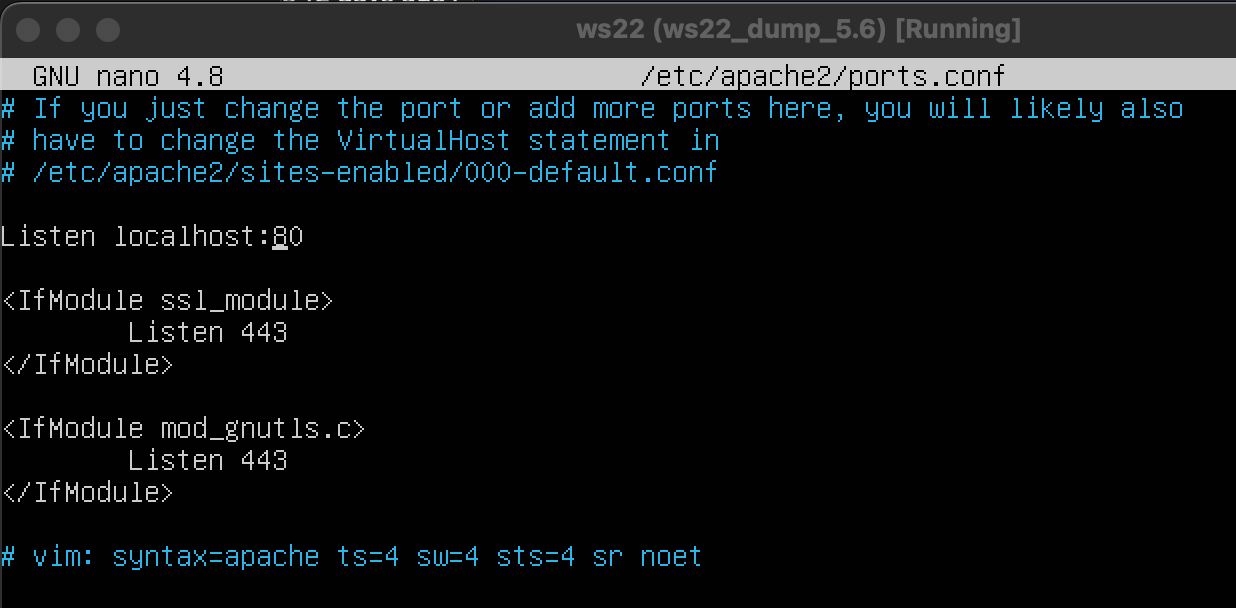 ws22 (ws22_dump_5.6) [Running]
GNU nano 4.8 /etc/apache2/ports.conf
# If you just change the port or add more ports here, you will likely also
# have to change the VirtualHost statement in
# /etc/apache2/sites-enabled/000-default.conf
Listen localhost:80
<IfModule ssl_module>
Listen 443
</IfModule>
<IfModule mod_gnutls.c>
Listen 443
</IfModule>
# vim: syntax=apache ts=4 sw=4 sts=4 sr noet